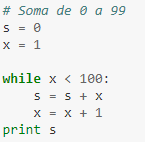 # Soma de 0 a 99
s = 0
x = 1

while x < 100:
    s = s + x
    x = x + 1
print s